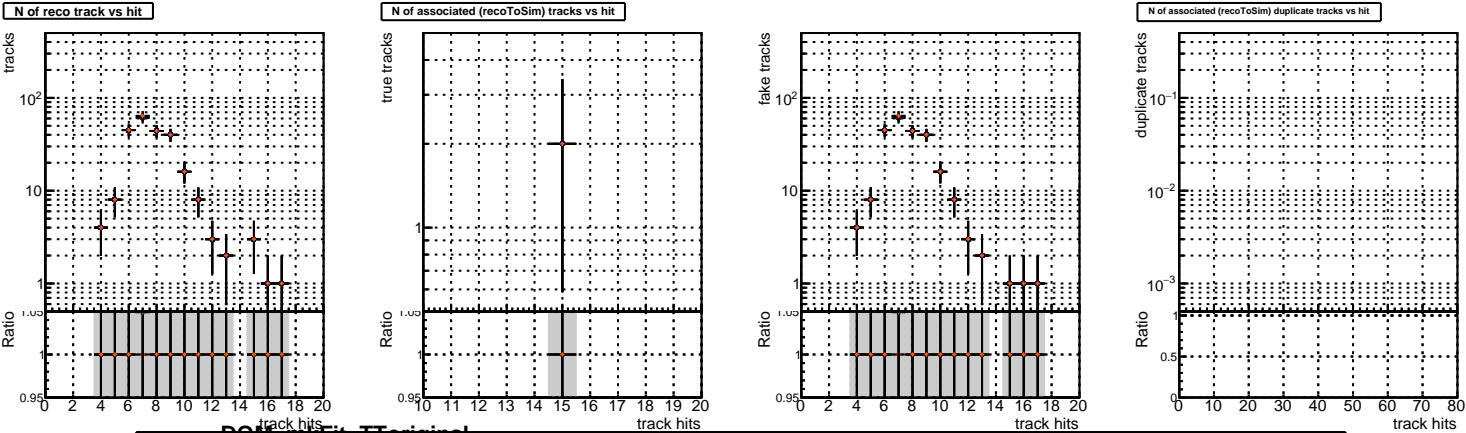 N of reco track vs hit
N of associated (recoToSim) tracks vs hit
N of associated (recoToSim) duplicate tracks vs hit
tracks
10²
10
1
Ratio
1.05
1
0.95
0 2 4 6 8 10 12 14 16 18 20
track hits
true tracks
1
Ratio
1.05
1
0.95
10 11 12 13 14 15 16 17 18 19 20
track hits
fake tracks
10²
10
1
Ratio
1.05
1
0.95
0 2 4 6 8 10 12 14 16 18 20
track hits
duplicate tracks
10⁻¹
10⁻²
10⁻³
Ratio
1
0.5
0
0 10 20 30 40 50 60 70 80
track hits